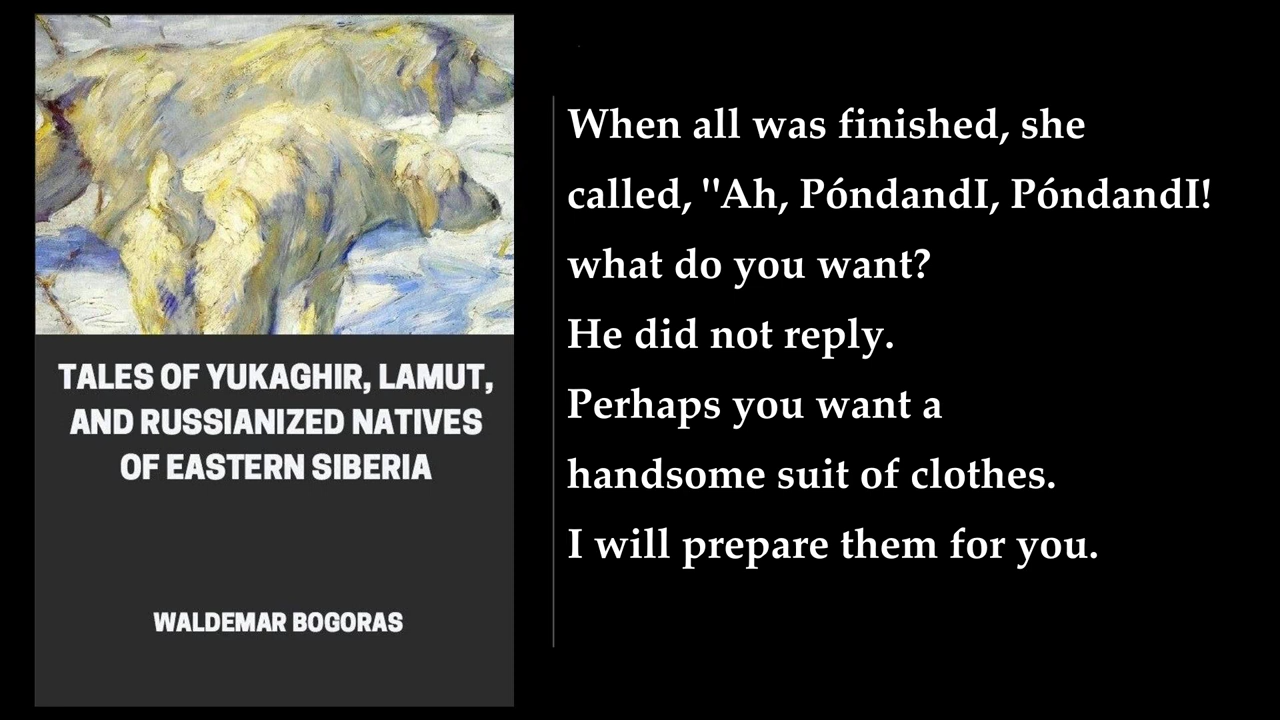 TALES OF YUKAGHIR, LAMUT,
AND RUSSIANIZED NATIVES
OF EASTERN SIBERIA
WALDEMAR BOGORAS
When all was finished, she
called, "Ah, PóndandI, PóndandI!
what do you want?
He did not reply.
Perhaps you want a
handsome suit of clothes.
I will prepare them for you.